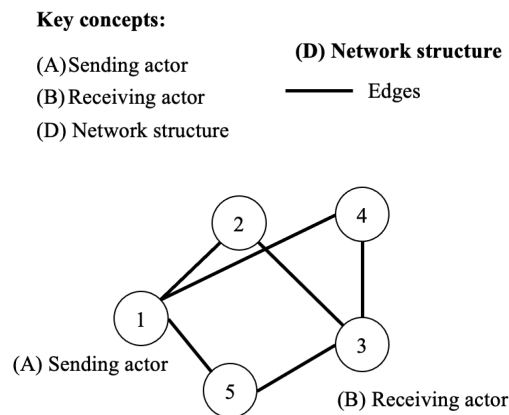 Key concepts:
(A) Sending actor
(B) Receiving actor
(D) Network structure
(D) Network structure
Edges
2
4
1
3
(A) Sending actor
5
(B) Receiving actor